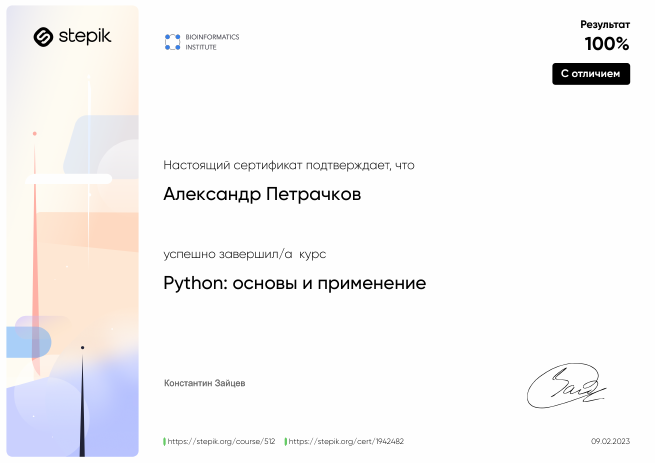 stepik
BIOINFORMATICS
INSTITUTE
Результат
100%
С отличием
Настоящий сертификат подтверждает, что
Александр Петрачков
успешно завершил/а курс
Python: основы и применение
Константин Зайцев
https://stepik.org/course/512 https://stepik.org/cert/1942482
09.02.2023